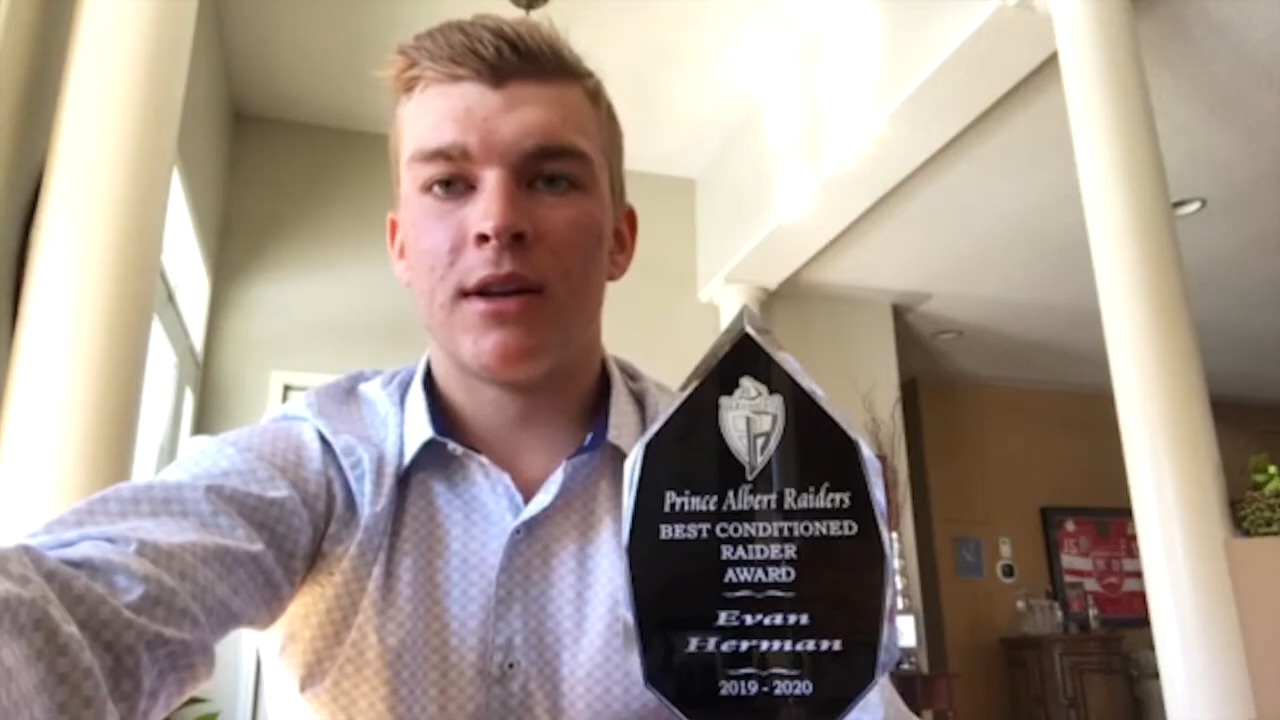 Prince Albert Raiders
BEST CONDITIONED
RAIDER
AWARD
Evan
Herman
2019 - 2020